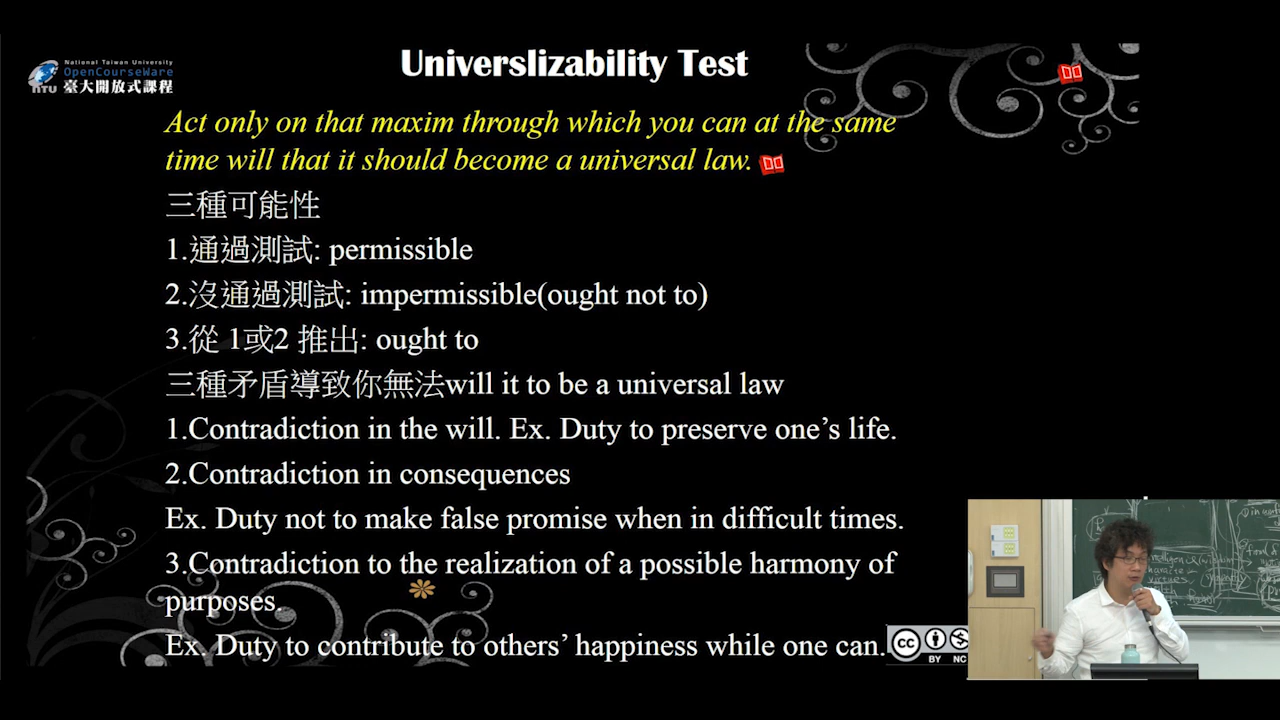 National Taiwan University
OpenCourseWare
NTU 臺大開放式課程
Universlizability Test
Act only on that maxim through which you can at the same
time will that it should become a universal law.
三種可能性
1.通過測試: permissible
2.沒通過測試: impermissible(ought not to)
3.從 1或2 推出: ought to
三種矛盾導致你無法will it to be a universal law
1.Contradiction in the will. Ex. Duty to preserve one’s life.
2.Contradiction in consequences
Ex. Duty not to make false promise when in difficult times.
3.Contradiction to the realization of a possible harmony of
purposes.
Ex. Duty to contribute to others’ happiness while one can.
cc
BY NC